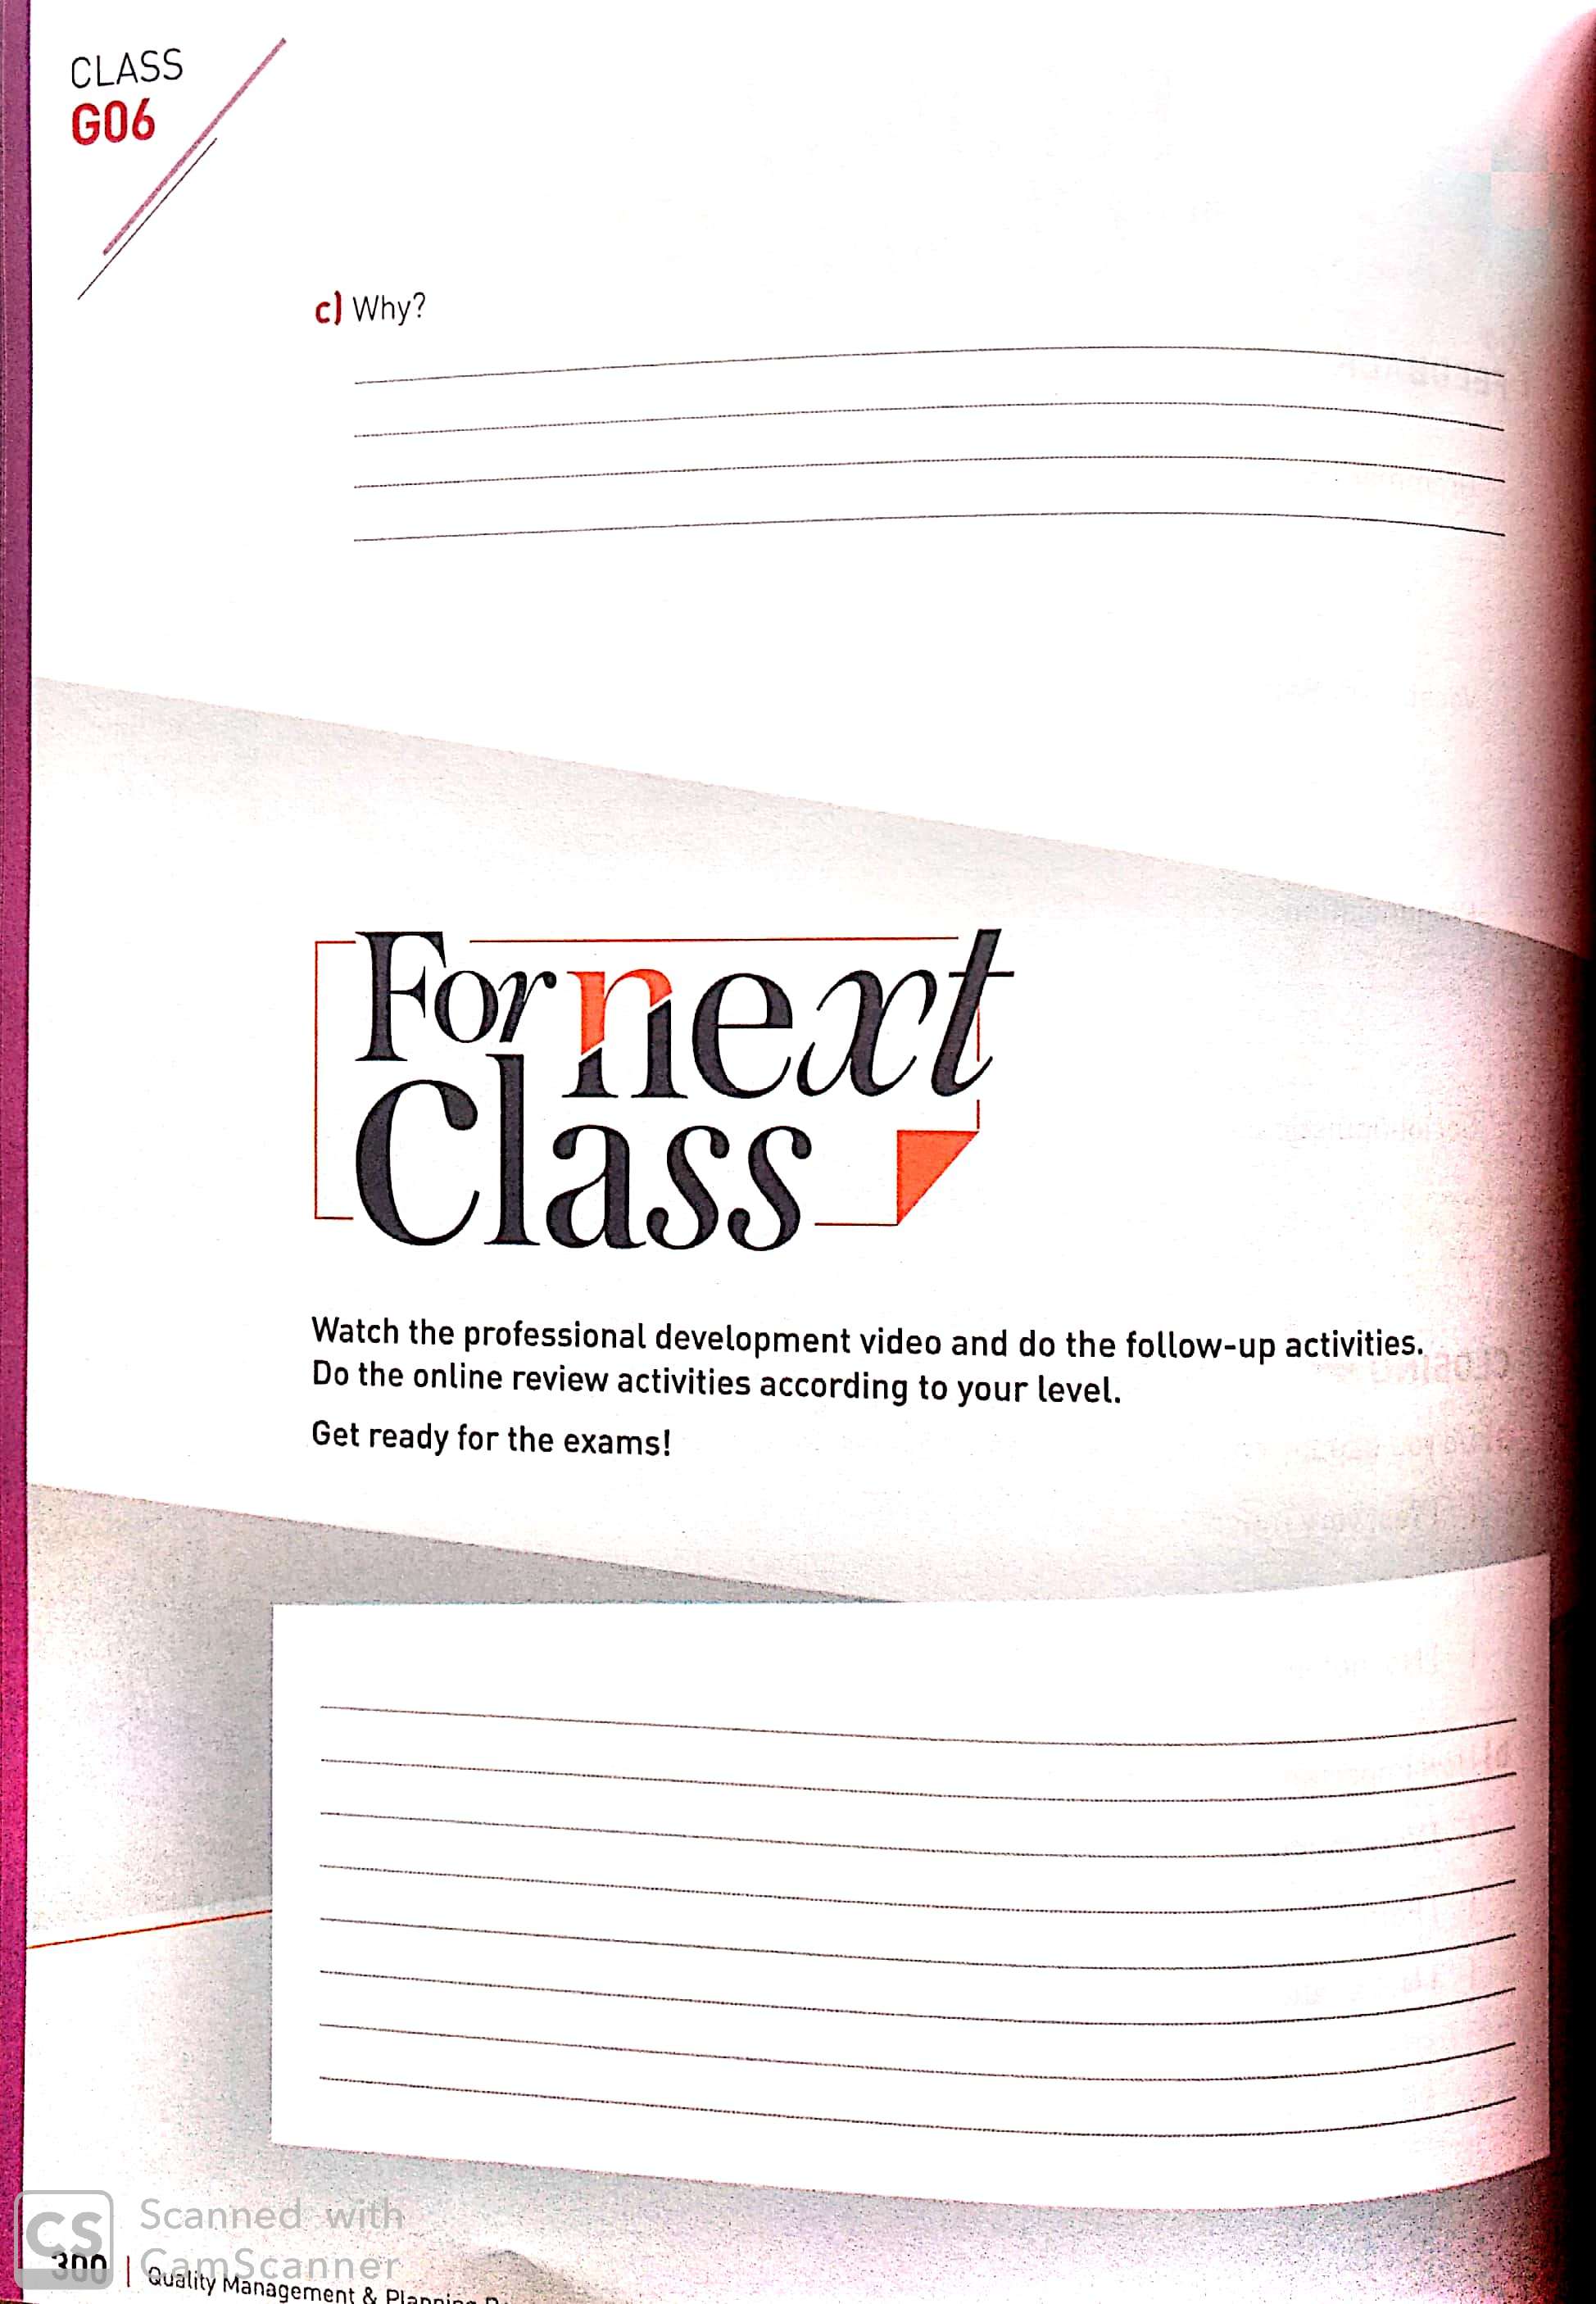 CLASS
G06
c) Why?
For next
Class
Watch the professional development video and do the follow-up activities.
Do the online review activities according to your level.
Get ready for the exams!
CS Scanned with
CamScanner
300 | Quality Management & Planning